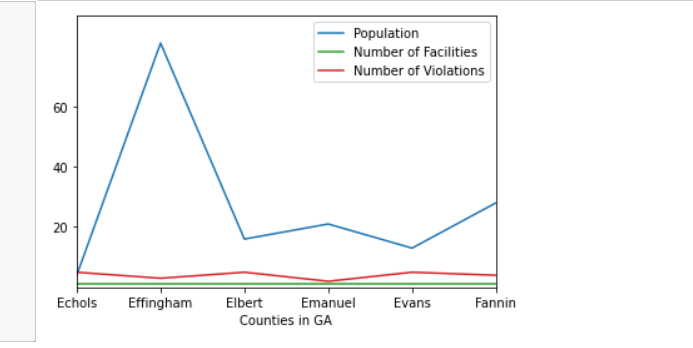 Population
Number of Facilities
Number of Violations
60
40
20
Echols Effingham Elbert Emanuel Evans Fannin
Counties in GA